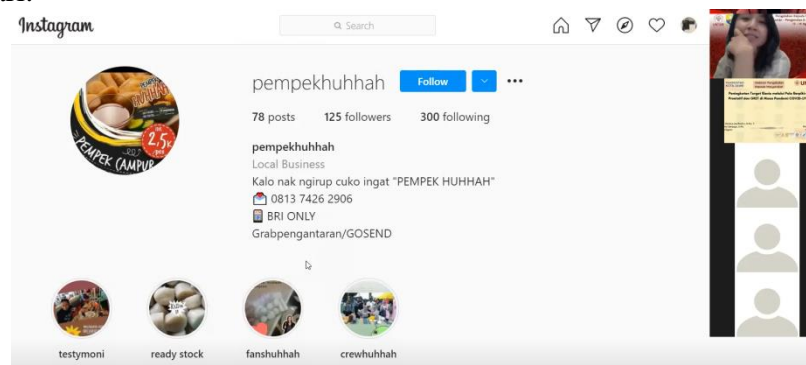 Instagram
Search
PEMPEK CAMPUR
2,5K
pempekhuhhah Follow
78 posts 125 followers 300 following
pempekhuhhah
Local Business
Kalo nak ngirup cuko ingat "PEMPEK HUHHAH"
0813 7426 2906
BRI ONLY
Grabpengantaran/GOSEND
testymoni ready stock fanshuhhah crewhuhhah